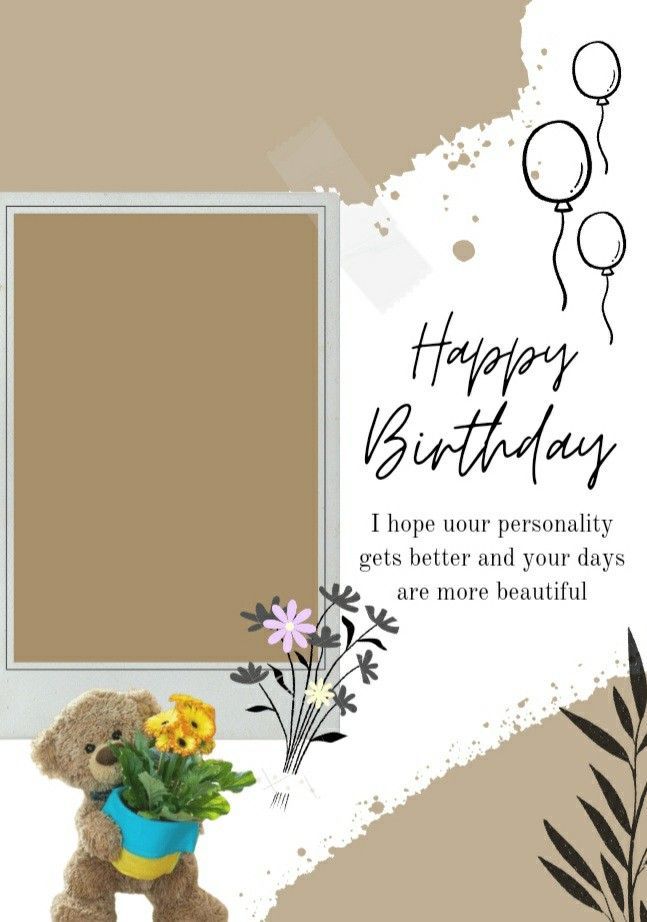 Happy
Birthday
I hope uour personality
gets better and your days
are more beautiful